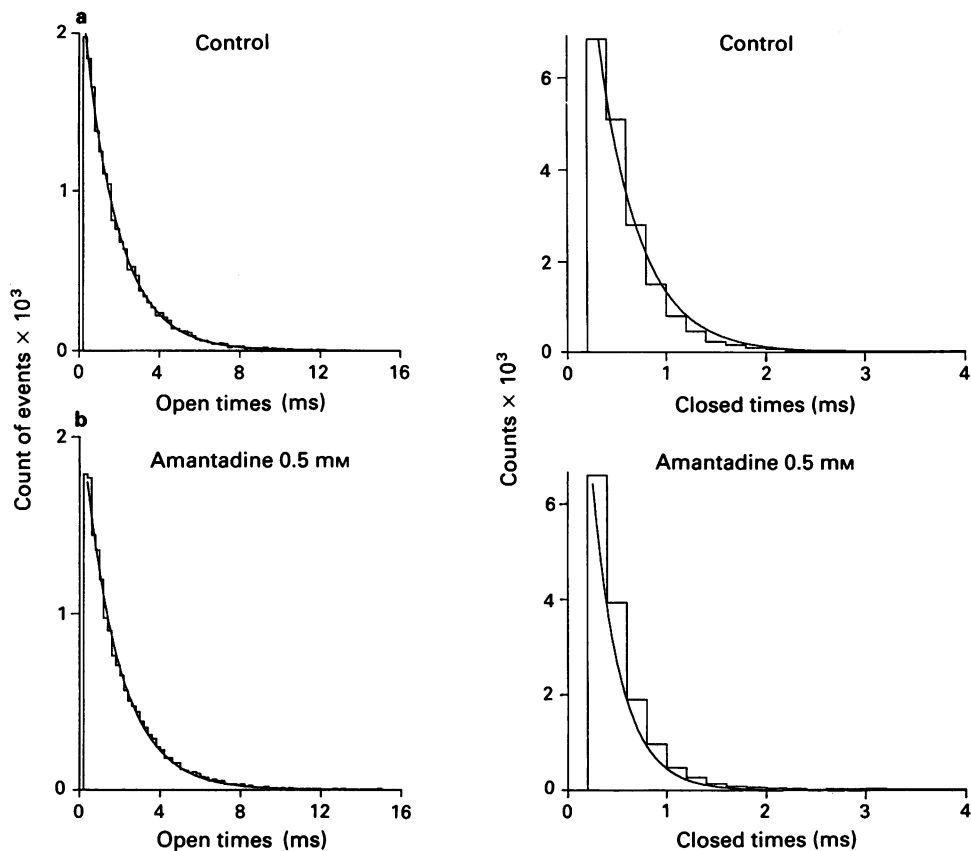 a
Control
2
1
0
0 4 8 12 16
Open times (ms)
Control
6
4
2
0
0 1 2 3 4
Closed times (ms)
Count of events × 10³
Counts × 10³
b
Amantadine 0.5 mM
2
1
0
0 4 8 12 16
Open times (ms)
Amantadine 0.5 mM
6
4
2
0
0 1 2 3 4
Closed times (ms)